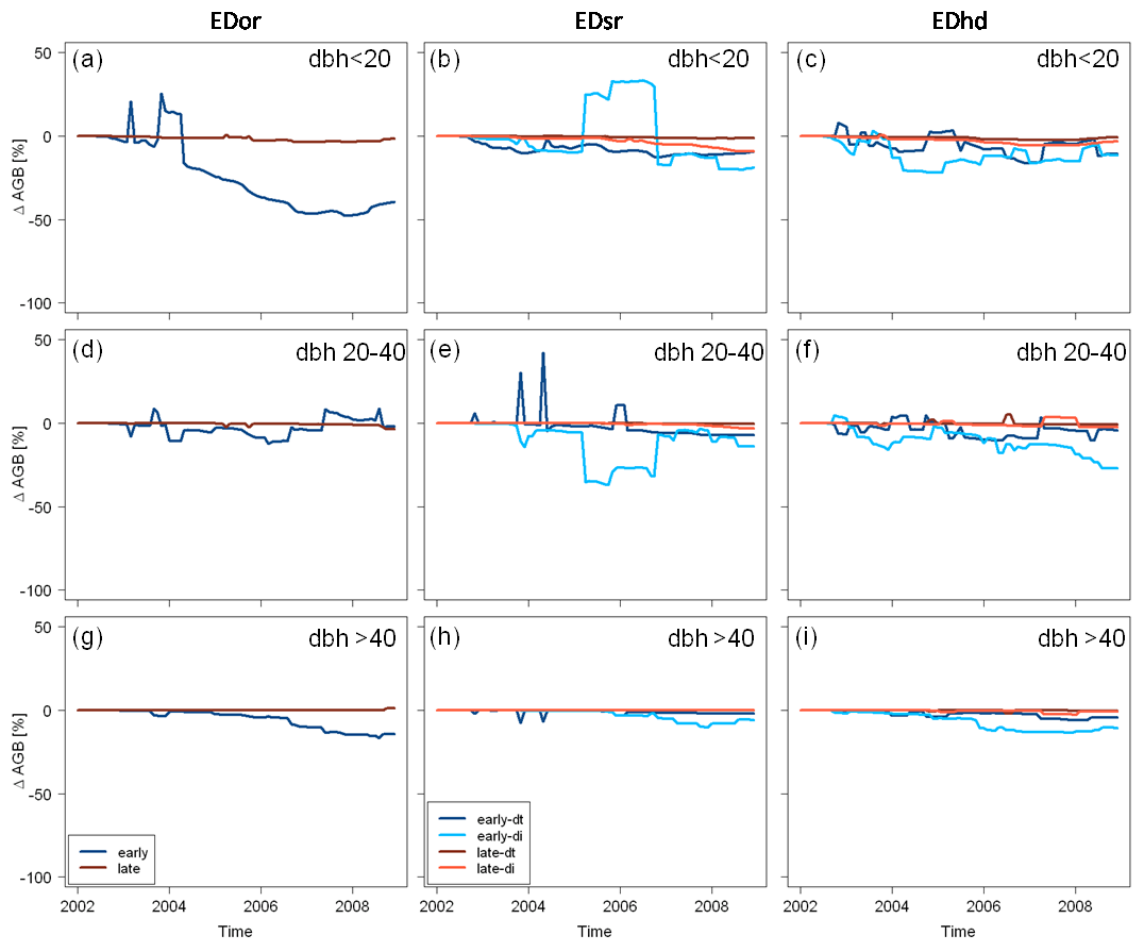 EDor EDsr EDhd
(a) dbh<20 (b) dbh<20 (c) dbh<20
50
0
-50
-100
Δ AGB [%]
(d) dbh 20-40 (e) dbh 20-40 (f) dbh 20-40
50
0
-50
-100
Δ AGB [%]
(g) dbh >40 (h) dbh >40 (i) dbh >40
50
0
-50
-100
Δ AGB [%]
early
late
early-dt
early-di
late-dt
late-di
2002 2004 2006 2008 2002 2004 2006 2008 2002 2004 2006 2008
Time Time Time